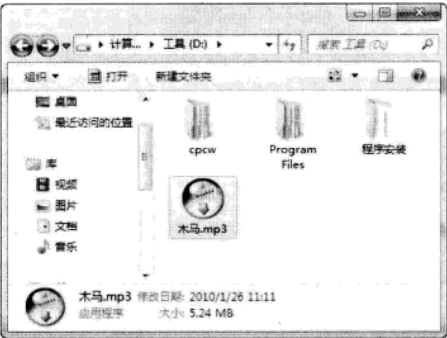 计算... ▸ 工具 (D:) ▸
搜索 工具 (D:)
组织 打开 新建文件夹
桌面
最近访问的位置
库
视频
图片
文档
音乐
cpcw
Program Files
程序安装
木马.mp3
木马.mp3 修改日期: 2010/1/26 11:11
应用程序 大小: 5.24 MB